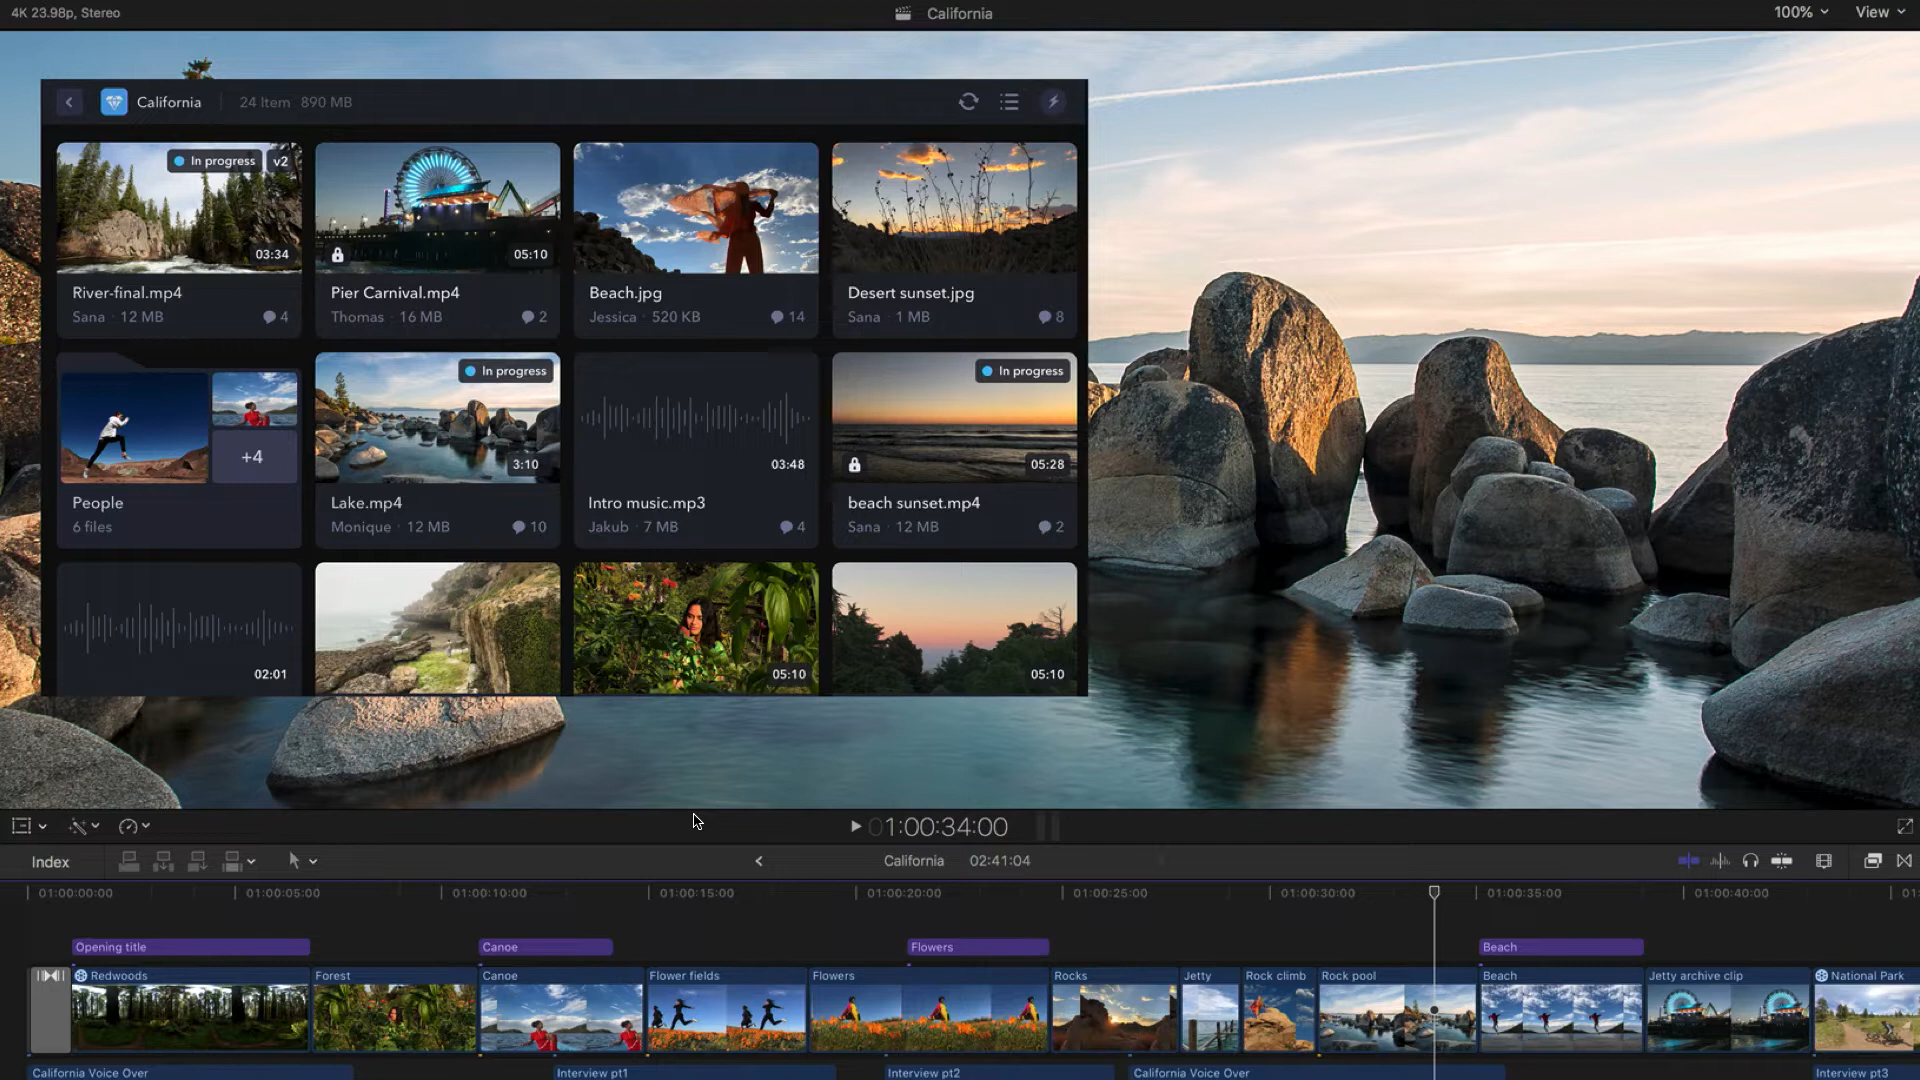 4K 23.98p, Stereo
California
100%
View
California
24 Item
890 MB
In progress
v2
03:34
05:10
River-final.mp4
Sana · 12 MB
4
Pier Carnival.mp4
Thomas · 16 MB
2
Beach.jpg
Jessica · 520 KB
14
Desert sunset.jpg
Sana · 1 MB
8
+4
People
6 files
In progress
3:10
Lake.mp4
Monique · 12 MB
10
03:48
Intro music.mp3
Jakub · 7 MB
4
In progress
05:28
beach sunset.mp4
Sana · 12 MB
2
02:01
05:10
05:10
01:00:34:00
Index
California
02:41:04
01:00:00:00
01:00:05:00
01:00:10:00
01:00:15:00
01:00:20:00
01:00:25:00
01:00:30:00
01:00:35:00
01:00:40:00
01:
Opening title
Canoe
Flowers
Beach
Redwoods
Forest
Canoe
Flower fields
Flowers
Rocks
Jetty
Rock climb
Rock pool
Beach
Jetty archive clip
National Park
California Voice Over
Interview pt1
Interview pt2
California Voice Over
Interview pt3